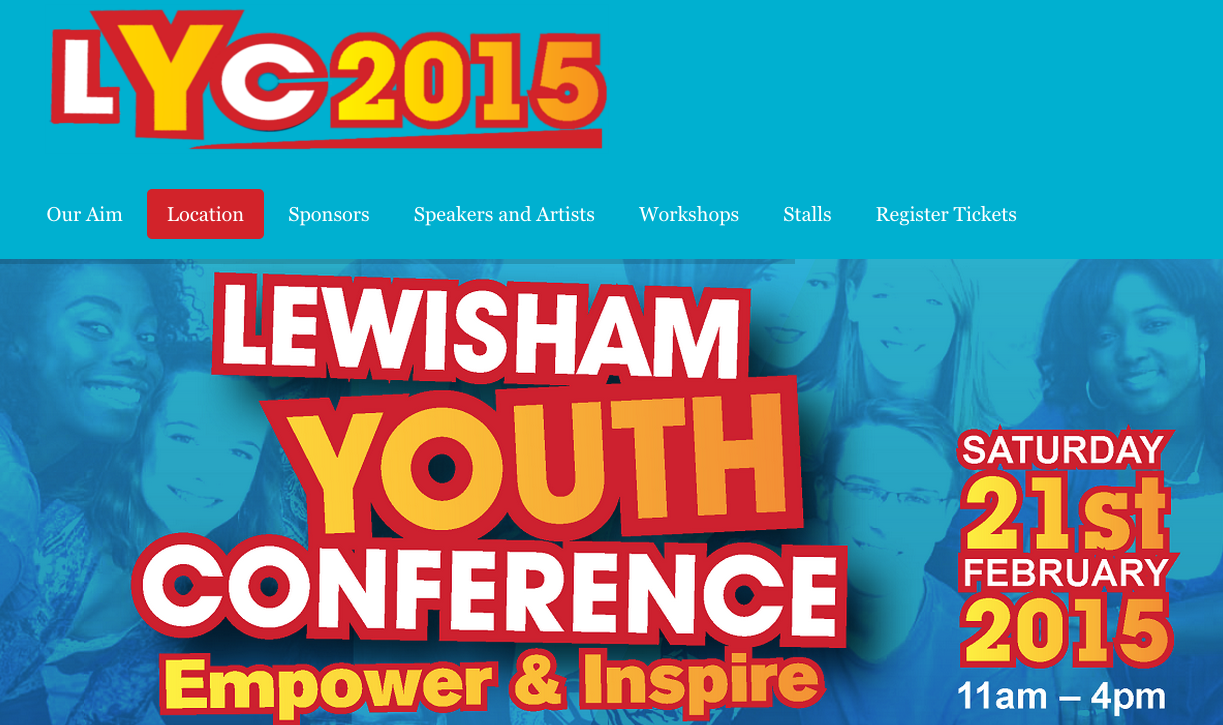 LYC2015
Our Aim Location Sponsors Speakers and Artists Workshops Stalls Register Tickets
LEWISHAM
YOUTH
CONFERENCE
Empower & Inspire
SATURDAY
21st
FEBRUARY
2015
11am – 4pm